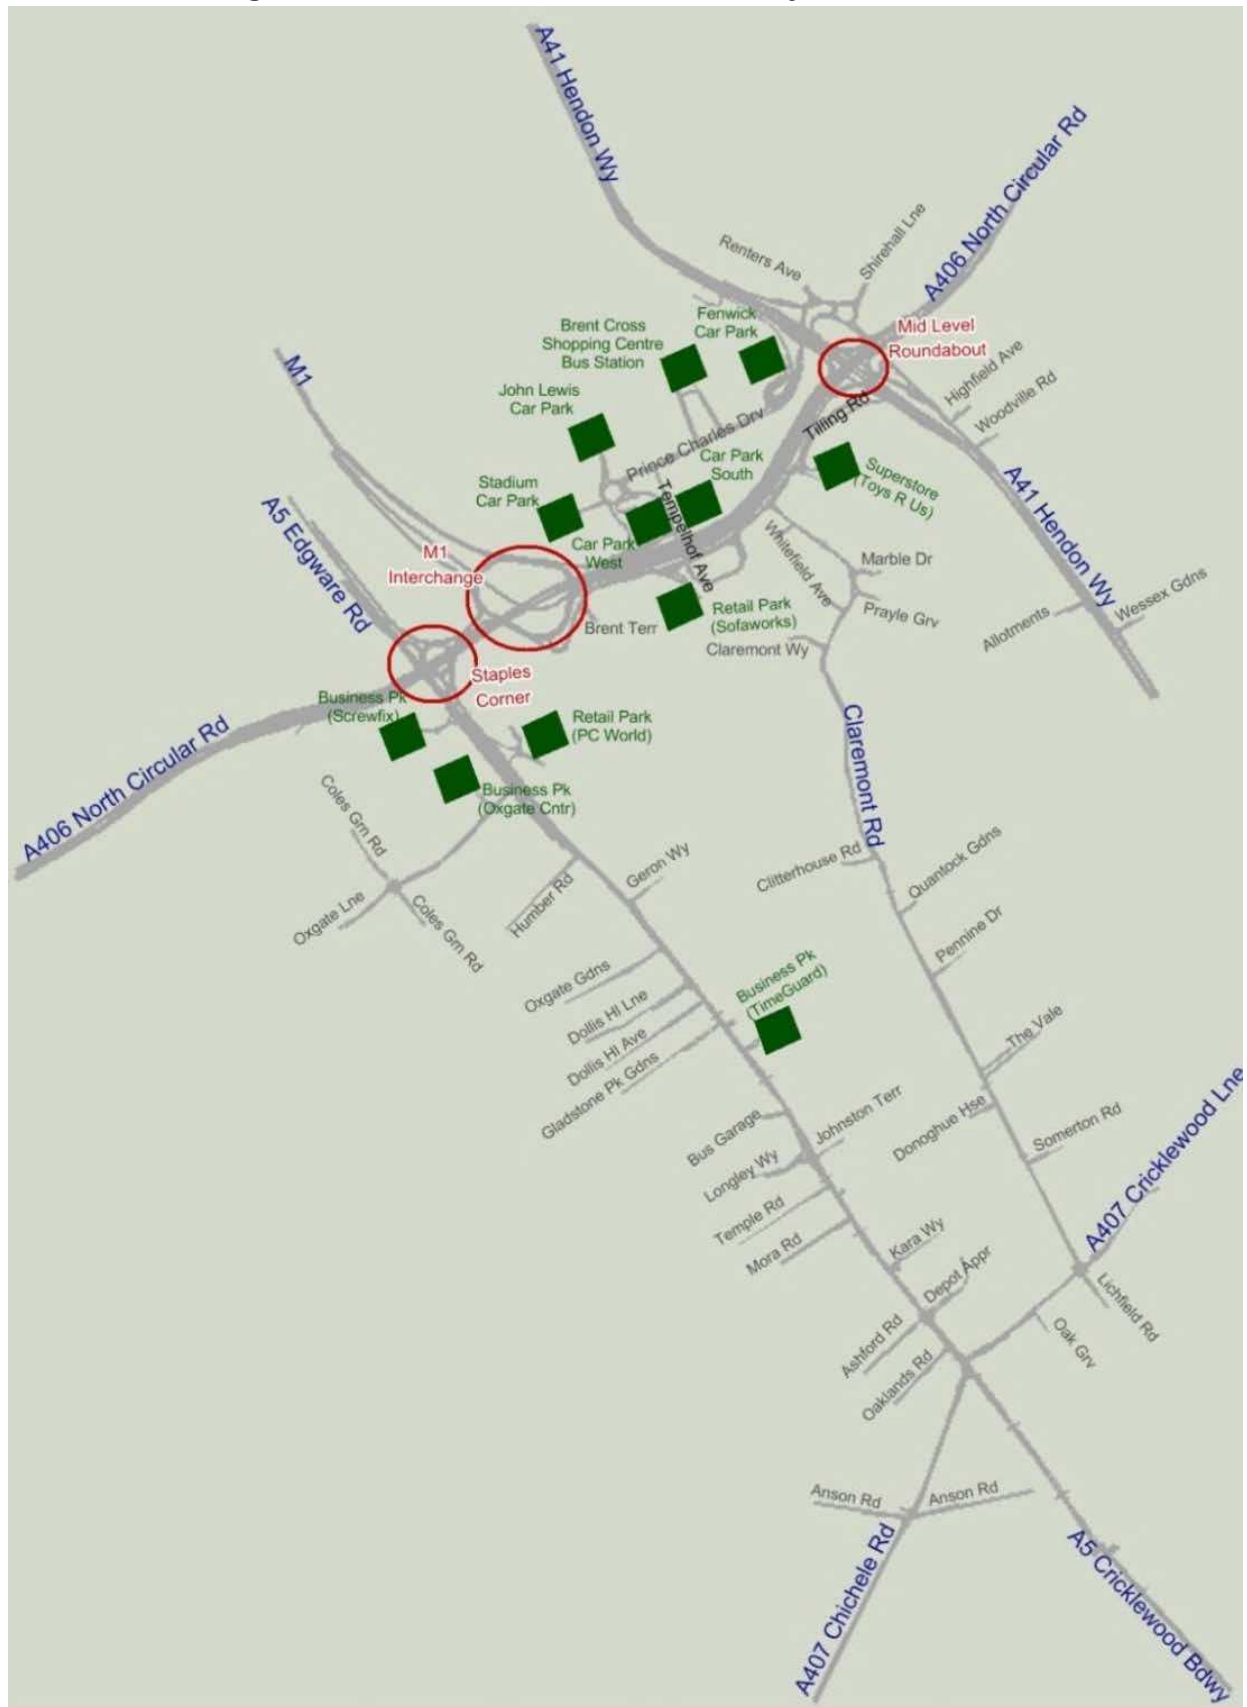 A41 Hendon Wy
A406 North Circular Rd
Shirehall Lne
Renters Ave
Fenwick
Car Park
Mid Level
Roundabout
Brent Cross
Shopping Centre
Bus Station
Highfield Ave
Woodville Rd
M1
John Lewis
Car Park
Tilling Rd
Prince Charles Drv
Car Park
South
Superstore
(Toys R Us)
A41 Hendon Wy
Stadium
Car Park
Tempelhof Ave
A5 Edgware Rd
M1
Interchange
Car Park
West
Whitefield Ave
Marble Dr
Prayle Grv
Wessex Gdns
Allotments
Retail Park
(Sofaworks)
Brent Terr
Claremont Wy
Staples
Corner
Business Pk
(Screwfix)
Retail Park
(PC World)
A406 North Circular Rd
Claremont Rd
Business Pk
(Oxgate Cntr)
Coles Grn Rd
Geron Wy
Clitterhouse Rd
Quantock Gdns
Humber Rd
Oxgate Lne
Coles Grn Rd
Pennine Dr
Oxgate Gdns
Business Pk
(TimeGuard)
Dollis Hl Lne
Dollis Hl Ave
The Vale
Gladstone Pk Gdns
Donoghue Hse
Johnston Terr
Bus Garage
Somerton Rd
A407 Cricklewood Lne
Longley Wy
Temple Rd
Mora Rd
Kara Wy
Depot Appr
Lichfield Rd
Ashford Rd
Oak Grv
Oaklands Rd
Anson Rd
Anson Rd
A407 Chichele Rd
A5 Cricklewood Bdwy